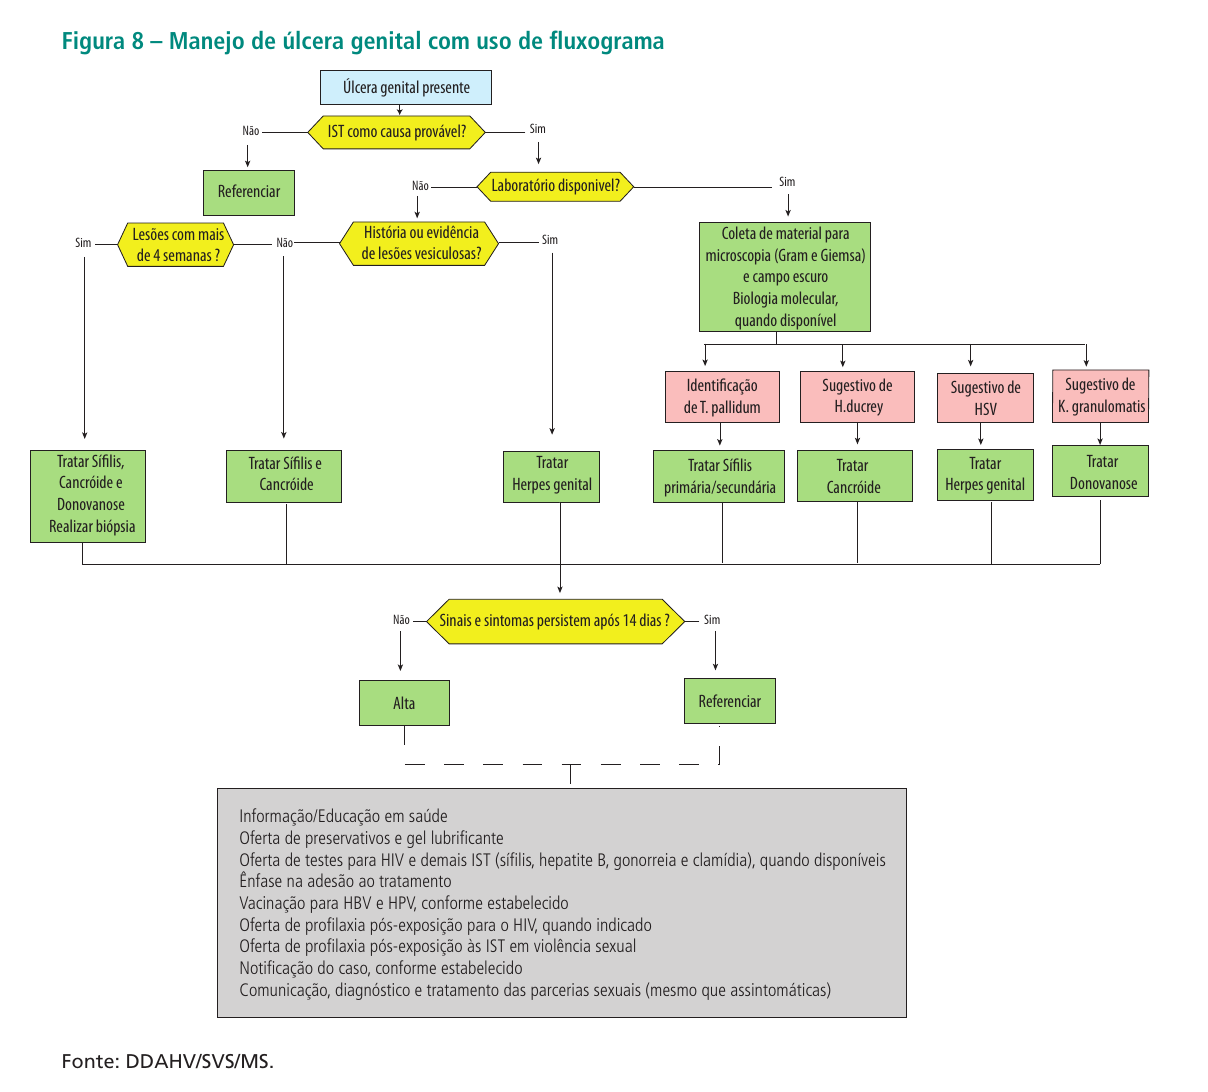 Figura 8 – Manejo de úlcera genital com uso de fluxograma
Úlcera genital presente
Não
IST como causa provável?
Sim
Referenciar
Não
Laboratório disponivel?
Sim
Sim
Lesões com mais
de 4 semanas ?
Não
História ou evidência
de lesões vesiculosas?
Sim
Coleta de material para
microscopia (Gram e Giemsa)
e campo escuro
Biologia molecular,
quando disponível
Identificação
de T. pallidum
Sugestivo de
H.ducrey
Sugestivo de
HSV
Sugestivo de
K. granulomatis
Tratar Sífilis,
Cancróide e
Donovanose
Realizar biópsia
Tratar Sífilis e
Cancróide
Tratar
Herpes genital
Tratar Sífilis
primária/secundária
Tratar
Cancróide
Tratar
Herpes genital
Tratar
Donovanose
Não
Sinais e sintomas persistem após 14 dias ?
Sim
Alta
Referenciar
Informação/Educação em saúde
Oferta de preservativos e gel lubrificante
Oferta de testes para HIV e demais IST (sífilis, hepatite B, gonorreia e clamídia), quando disponíveis
Ênfase na adesão ao tratamento
Vacinação para HBV e HPV, conforme estabelecido
Oferta de profilaxia pós-exposição para o HIV, quando indicado
Oferta de profilaxia pós-exposição às IST em violência sexual
Notificação do caso, conforme estabelecido
Comunicação, diagnóstico e tratamento das parcerias sexuais (mesmo que assintomáticas)
Fonte: DDAHV/SVS/MS.